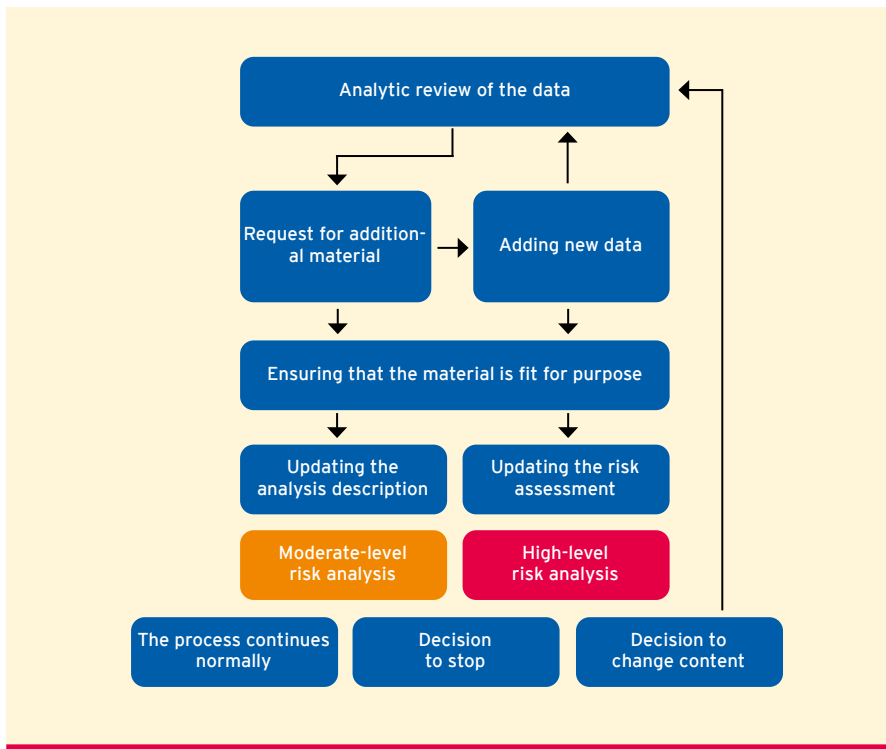 Analytic review of the data
Request for addition-
al material
Adding new data
Ensuring that the material is fit for purpose
Updating the
analysis description
Updating the risk
assessment
Moderate-level
risk analysis
High-level
risk analysis
The process continues
normally
Decision
to stop
Decision to
change content